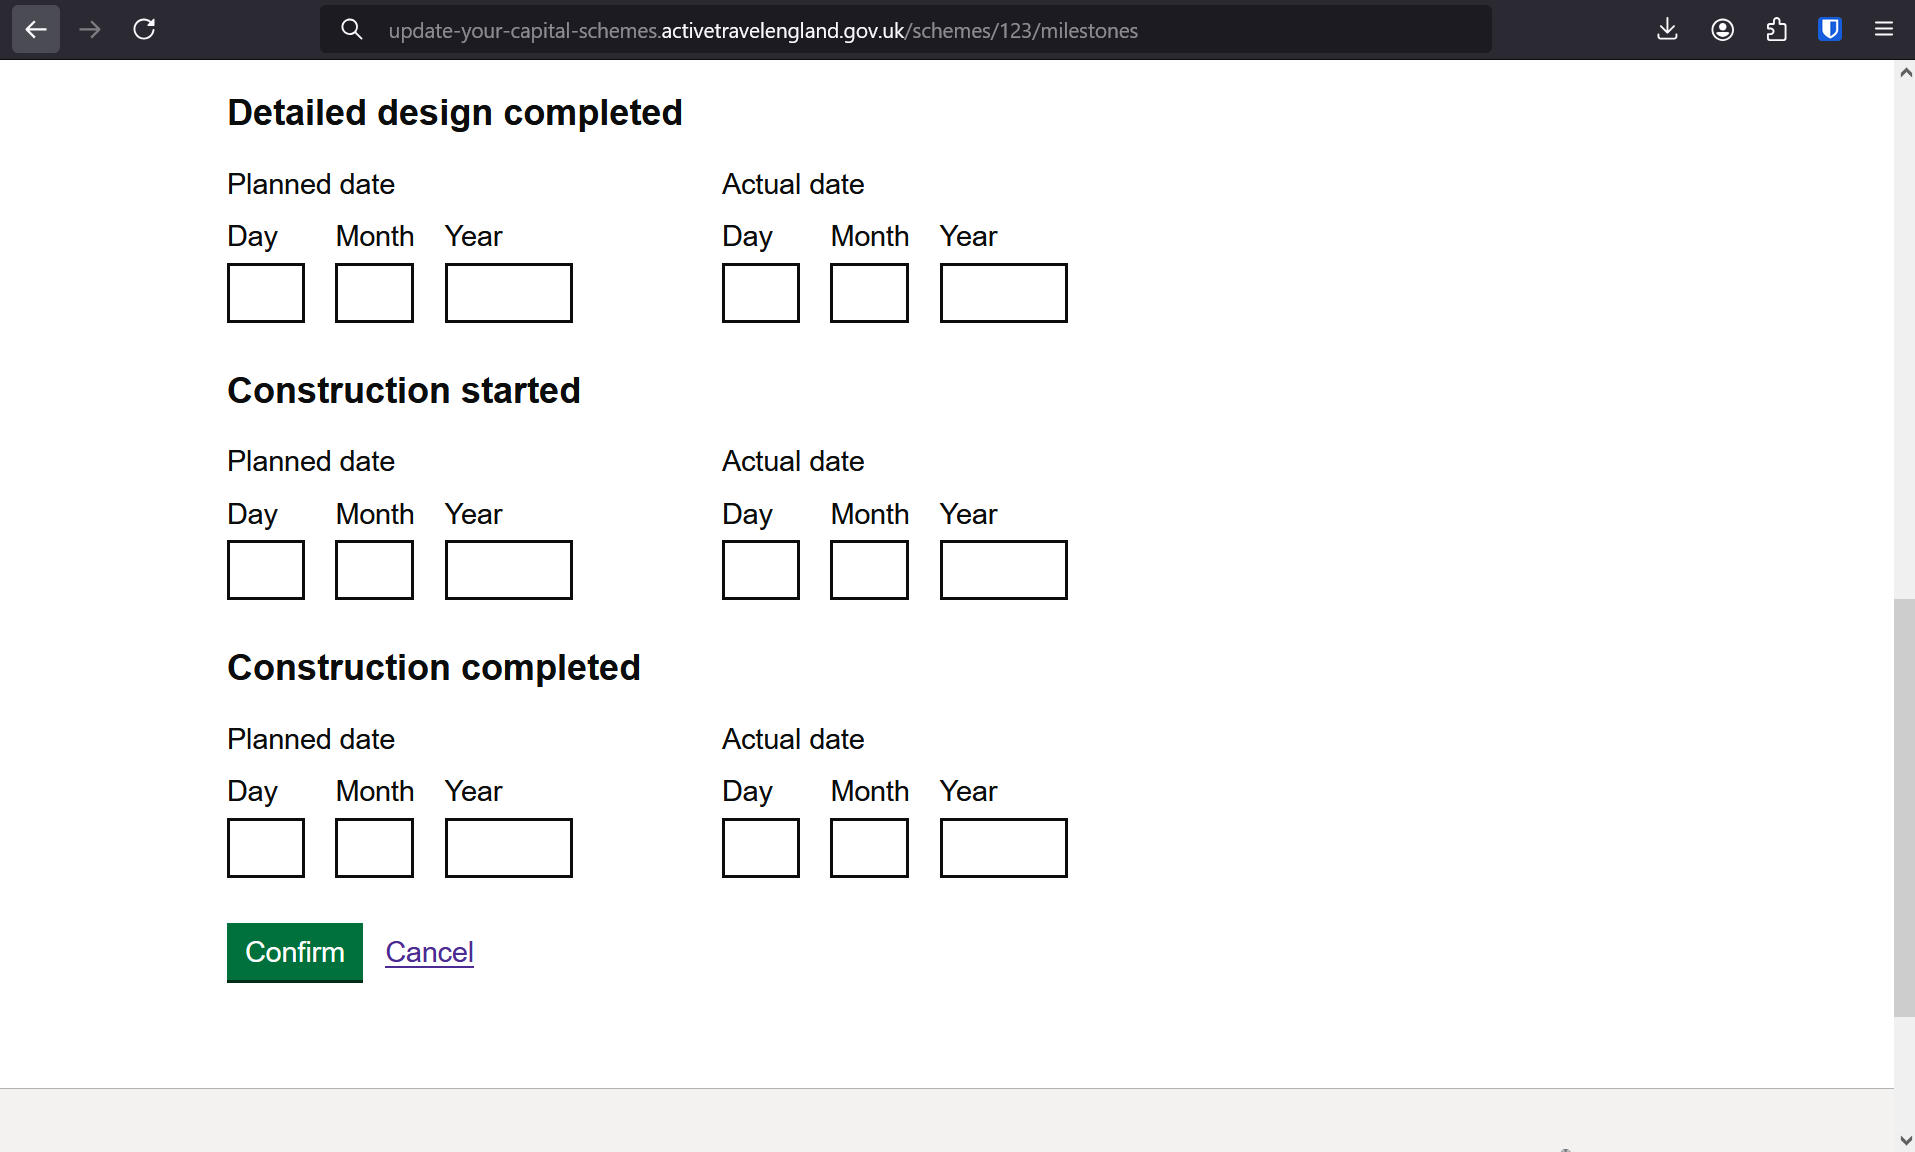 update-your-capital-schemes.activetravelengland.gov.uk/schemes/123/milestones
Detailed design completed
Planned date Actual date
Day Month Year Day Month Year
Construction started
Planned date Actual date
Day Month Year Day Month Year
Construction completed
Planned date Actual date
Day Month Year Day Month Year
Confirm Cancel